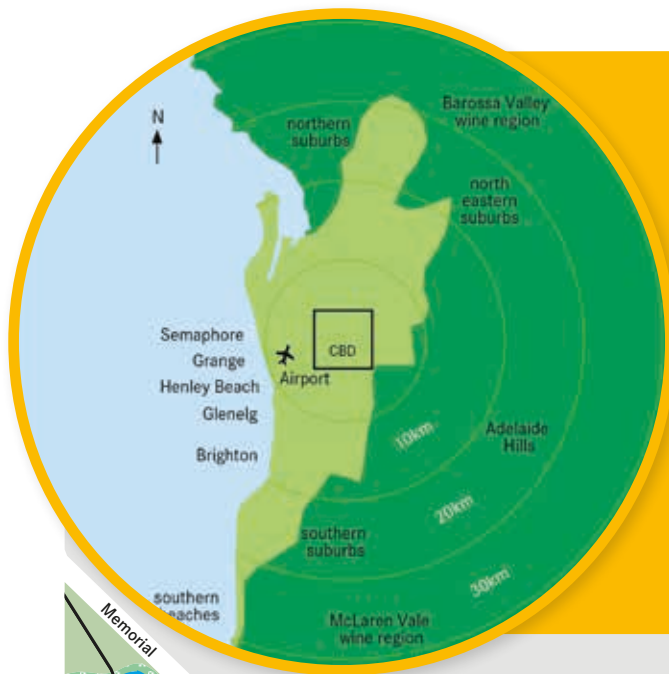 N
northern
suburbs
Barossa Valley
wine region
north
eastern
suburbs
Semaphore
Grange
Henley Beach
Glenelg
Brighton
CBD
Airport
10km
Adelaide
Hills
20km
southern
suburbs
30km
southern
beaches
McLaren Vale
wine region
Memorial